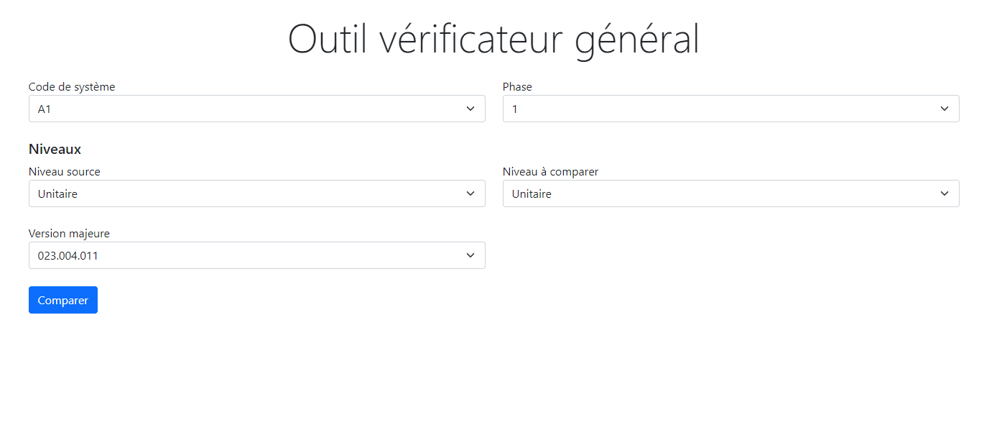 Outil vérificateur général
Code de système
Phase
A1
1
Niveaux
Niveau source
Niveau à comparer
Unitaire
Unitaire
Version majeure
023.004.011
Comparer